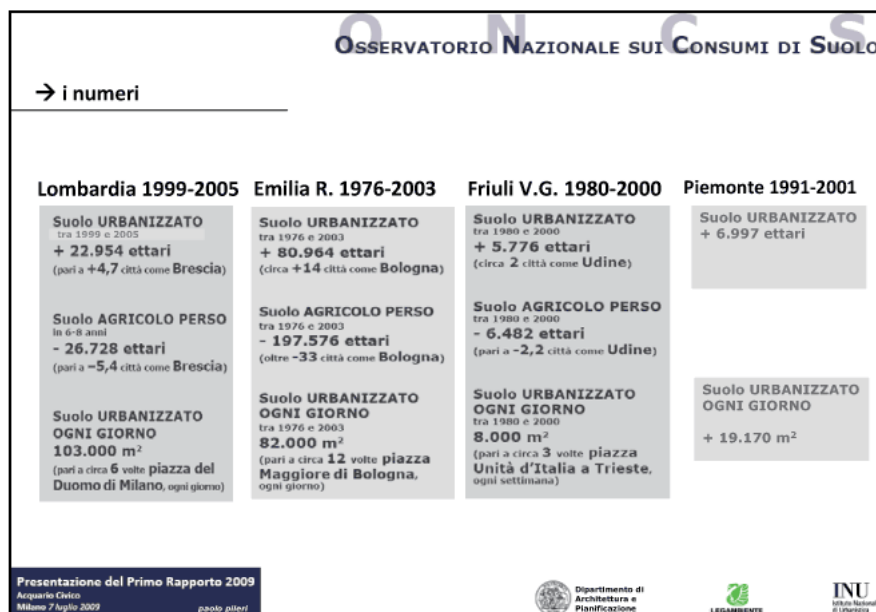 O N C S
OSSERVATORIO NAZIONALE SUI CONSUMI DI SUOLO
→ i numeri
Lombardia 1999-2005
Suolo URBANIZZATO
tra 1999 e 2005
+ 22.954 ettari
(pari a +4,7 città come Brescia)
Suolo AGRICOLO PERSO
in 6-8 anni
- 26.728 ettari
(pari a –5,4 città come Brescia)
Suolo URBANIZZATO
OGNI GIORNO
103.000 m²
(pari a circa 6 volte piazza del
Duomo di Milano, ogni giorno)
Emilia R. 1976-2003
Suolo URBANIZZATO
tra 1976 e 2003
+ 80.964 ettari
(circa +14 città come Bologna)
Suolo AGRICOLO PERSO
tra 1976 e 2003
- 197.576 ettari
(oltre -33 città come Bologna)
Suolo URBANIZZATO
OGNI GIORNO
tra 1976 e 2003
82.000 m²
(pari a circa 12 volte piazza
Maggiore di Bologna,
ogni giorno)
Friuli V.G. 1980-2000
Suolo URBANIZZATO
tra 1980 e 2000
+ 5.776 ettari
(circa 2 città come Udine)
Suolo AGRICOLO PERSO
tra 1980 e 2000
- 6.482 ettari
(pari a -2,2 città come Udine)
Suolo URBANIZZATO
OGNI GIORNO
tra 1980 e 2000
8.000 m²
(pari a circa 3 volte piazza
Unità d'Italia a Trieste,
ogni settimana)
Piemonte 1991-2001
Suolo URBANIZZATO
+ 6.997 ettari
Suolo URBANIZZATO
OGNI GIORNO
+ 19.170 m²
Presentazione del Primo Rapporto 2009
Acquario Civico
Milano 7 luglio 2009
paolo pileri
Dipartimento di
Architettura e
Pianificazione
LEGAMBIENTE
INU
Istituto Nazionale
di Urbanistica